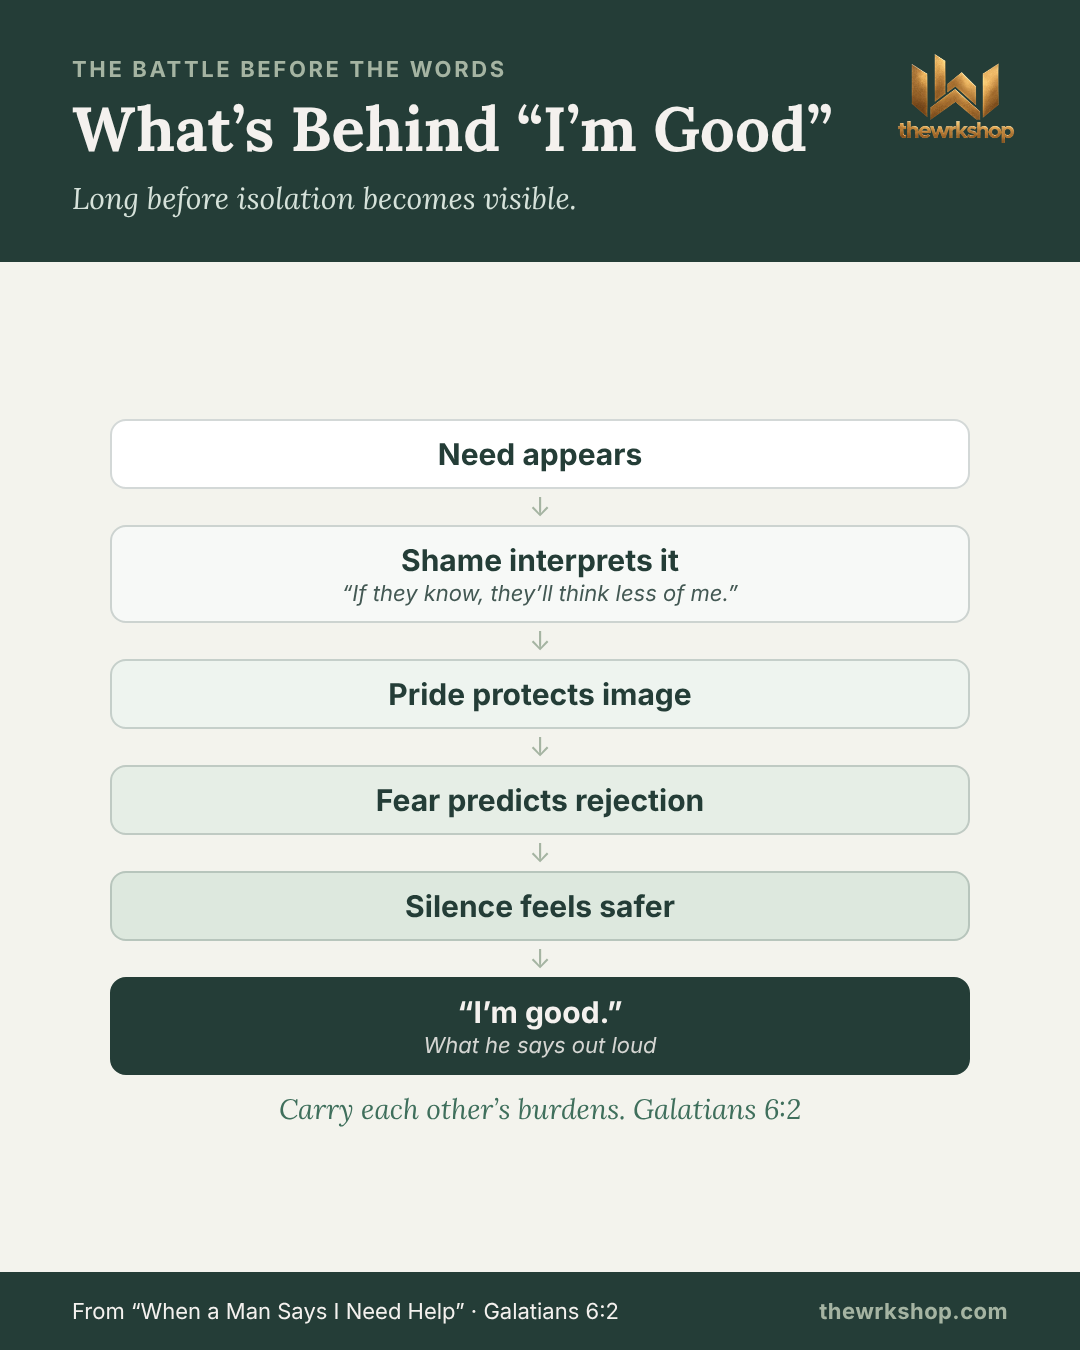 THE BATTLE BEFORE THE WORDS
What’s Behind “I’m Good”
thewrkshop
Long before isolation becomes visible.
Need appears
↓
Shame interprets it
“If they know, they’ll think less of me.”
↓
Pride protects image
↓
Fear predicts rejection
↓
Silence feels safer
↓
“I’m good.”
What he says out loud
Carry each other’s burdens. Galatians 6:2
From “When a Man Says I Need Help” · Galatians 6:2
thewrkshop.com